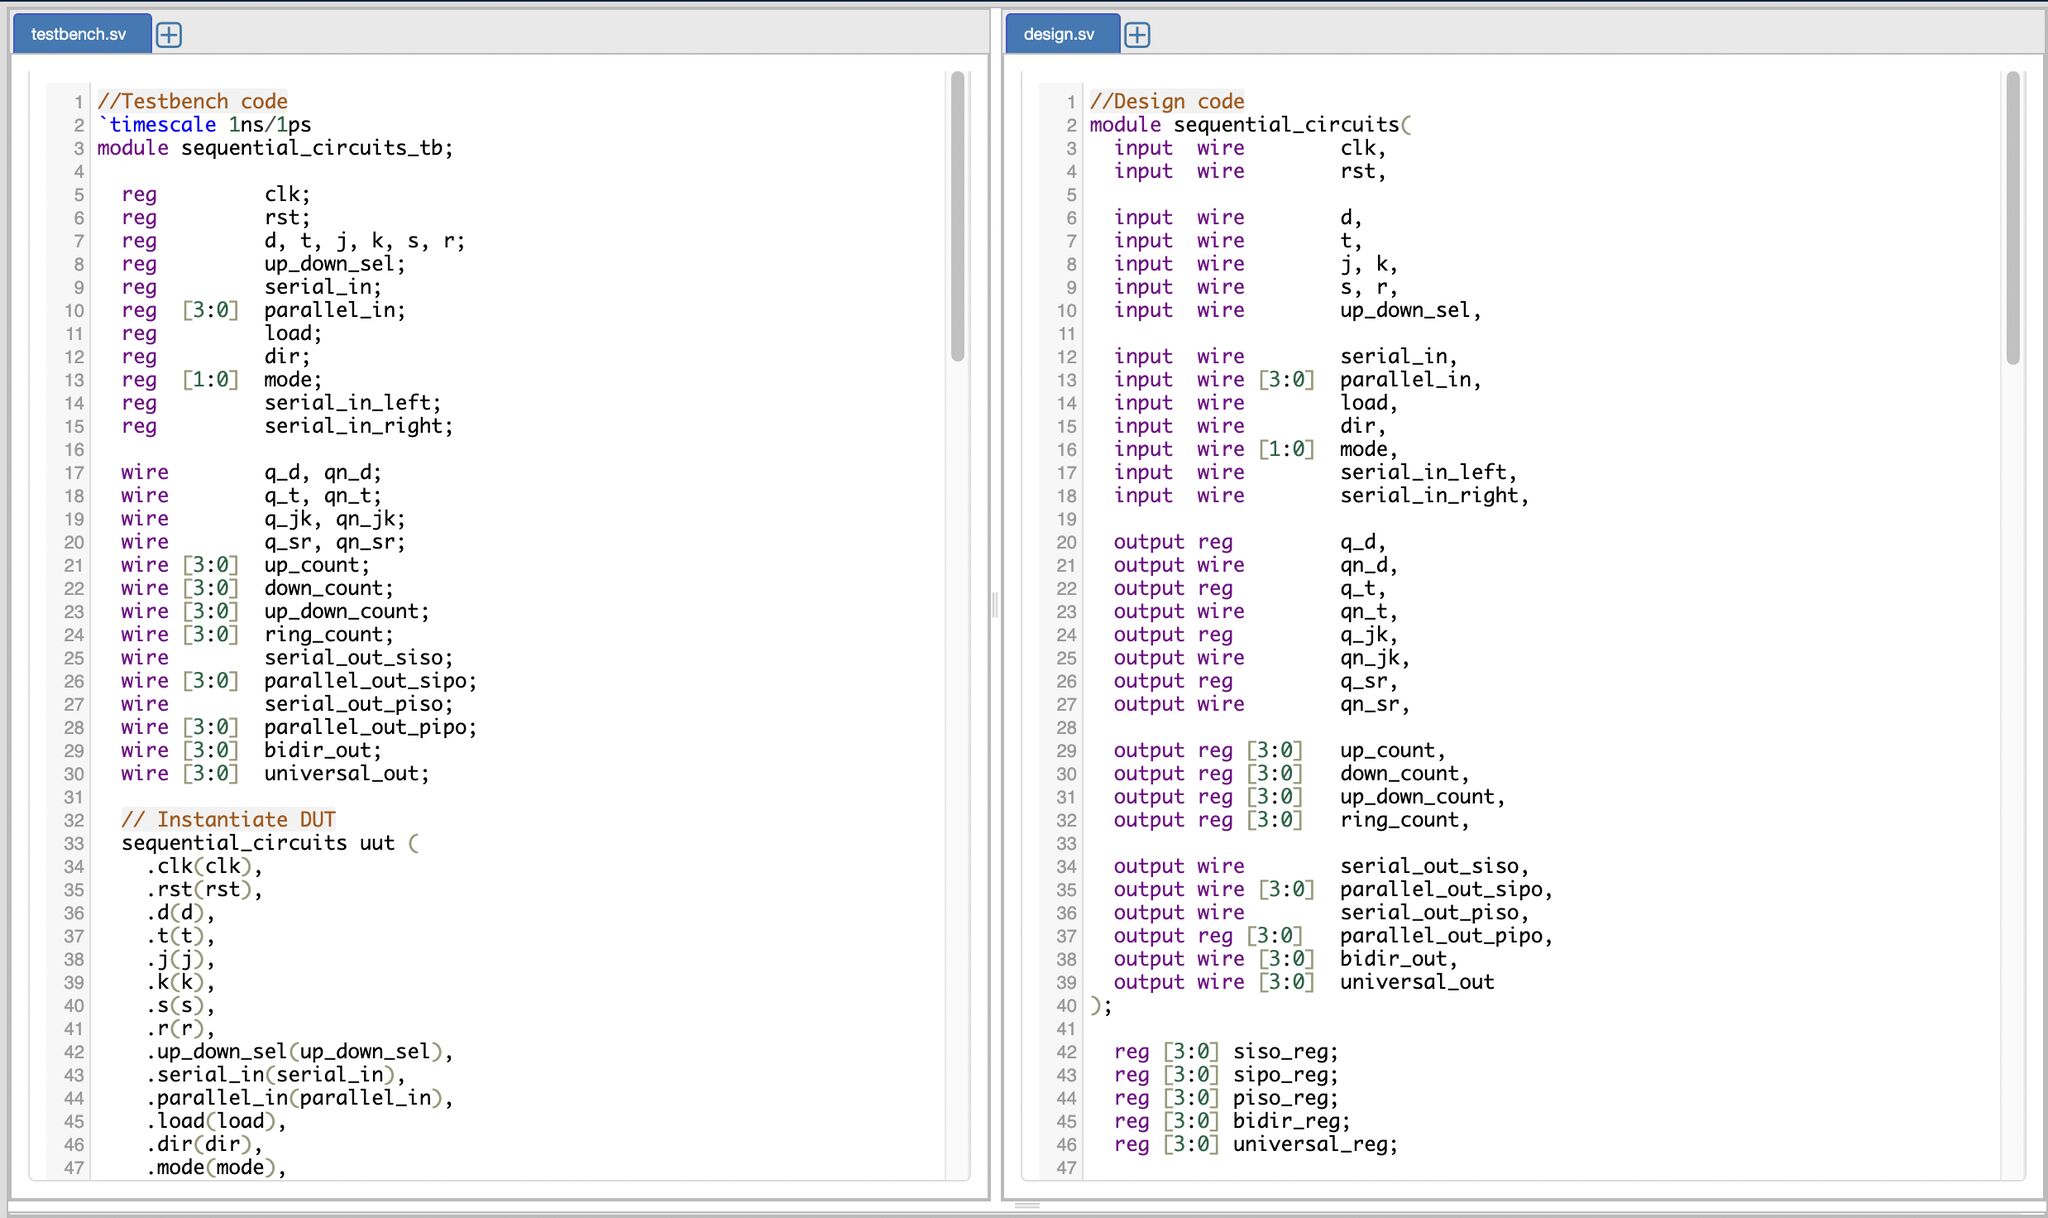 testbench.sv
1 //Testbench code
2 `timescale 1ns/1ps
3 module sequential_circuits_tb;
4
5   reg         clk;
6   reg         rst;
7   reg         d, t, j, k, s, r;
8   reg         up_down_sel;
9   reg         serial_in;
10   reg  [3:0]  parallel_in;
11   reg         load;
12   reg         dir;
13   reg  [1:0]  mode;
14   reg         serial_in_left;
15   reg         serial_in_right;
16
17   wire        q_d, qn_d;
18   wire        q_t, qn_t;
19   wire        q_jk, qn_jk;
20   wire        q_sr, qn_sr;
21   wire [3:0]  up_count;
22   wire [3:0]  down_count;
23   wire [3:0]  up_down_count;
24   wire [3:0]  ring_count;
25   wire        serial_out_siso;
26   wire [3:0]  parallel_out_sipo;
27   wire        serial_out_piso;
28   wire [3:0]  parallel_out_pipo;
29   wire [3:0]  bidir_out;
30   wire [3:0]  universal_out;
31
32   // Instantiate DUT
33   sequential_circuits uut (
34     .clk(clk),
35     .rst(rst),
36     .d(d),
37     .t(t),
38     .j(j),
39     .k(k),
40     .s(s),
41     .r(r),
42     .up_down_sel(up_down_sel),
43     .serial_in(serial_in),
44     .parallel_in(parallel_in),
45     .load(load),
46     .dir(dir),
47     .mode(mode),
design.sv
1 //Design code
2 module sequential_circuits(
3   input  wire        clk,
4   input  wire        rst,
5
6   input  wire        d,
7   input  wire        t,
8   input  wire        j, k,
9   input  wire        s, r,
10   input  wire        up_down_sel,
11
12   input  wire        serial_in,
13   input  wire [3:0]  parallel_in,
14   input  wire        load,
15   input  wire        dir,
16   input  wire [1:0]  mode,
17   input  wire        serial_in_left,
18   input  wire        serial_in_right,
19
20   output reg         q_d,
21   output wire        qn_d,
22   output reg         q_t,
23   output wire        qn_t,
24   output reg         q_jk,
25   output wire        qn_jk,
26   output reg         q_sr,
27   output wire        qn_sr,
28
29   output reg [3:0]   up_count,
30   output reg [3:0]   down_count,
31   output reg [3:0]   up_down_count,
32   output reg [3:0]   ring_count,
33
34   output wire        serial_out_siso,
35   output wire [3:0]  parallel_out_sipo,
36   output wire        serial_out_piso,
37   output reg [3:0]   parallel_out_pipo,
38   output wire [3:0]  bidir_out,
39   output wire [3:0]  universal_out
40 );
41
42   reg [3:0] siso_reg;
43   reg [3:0] sipo_reg;
44   reg [3:0] piso_reg;
45   reg [3:0] bidir_reg;
46   reg [3:0] universal_reg;
47